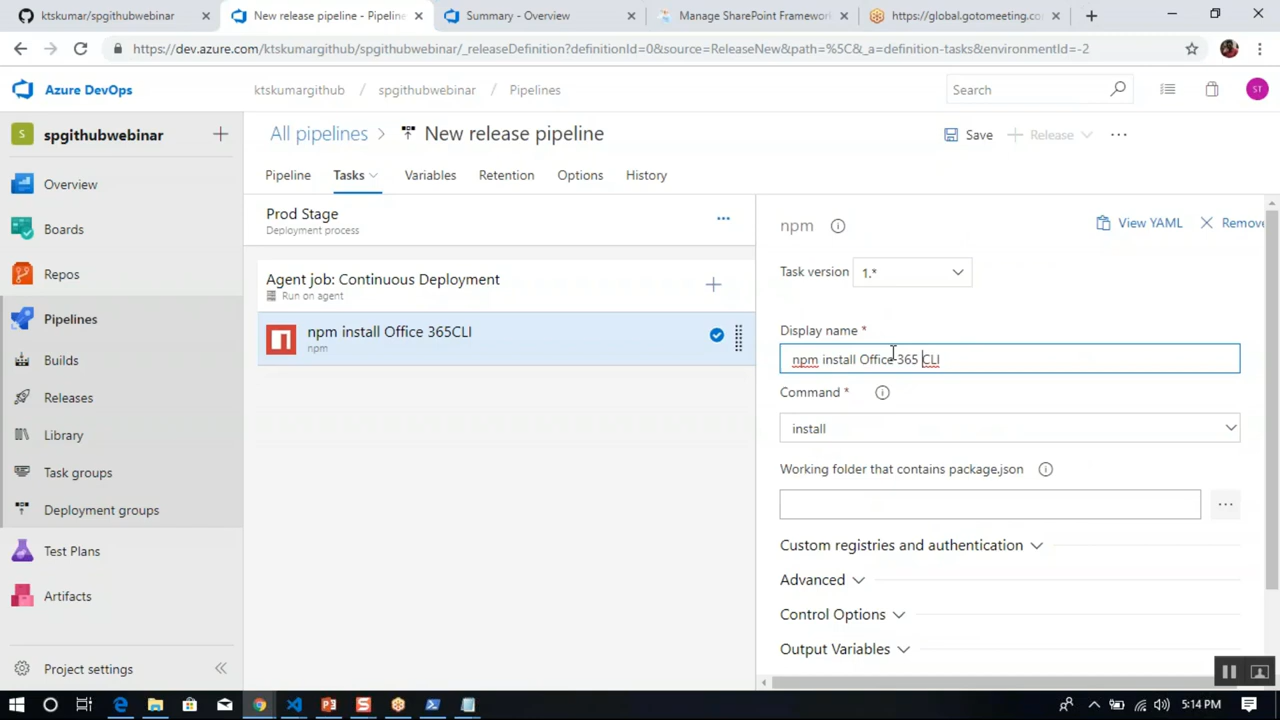 ktskumar/spgithubwebinar
New release pipeline - Pipeline
Summary - Overview
Manage SharePoint Framework
https://global.gotomeeting.co
https://dev.azure.com/ktskumargithub/spgithubwebinar/_releaseDefinition?definitionId=0&source=ReleaseNew&path=%5C&_a=definition-tasks&environmentId=-2
Azure DevOps
ktskumargithub / spgithubwebinar / Pipelines
Search
ST
S
spgithubwebinar
All pipelines > New release pipeline
Save
Release
Pipeline
Tasks
Variables
Retention
Options
History
Overview
Boards
Repos
Pipelines
Builds
Releases
Library
Task groups
Deployment groups
Test Plans
Artifacts
Project settings
Prod Stage
Deployment process
Agent job: Continuous Deployment
Run on agent
npm install Office 365CLI
npm
npm
View YAML
Remove
Task version
1.*
Display name *
npm install Office 365 CLI
Command *
install
Working folder that contains package.json
Custom registries and authentication
Advanced
Control Options
Output Variables
5:14 PM